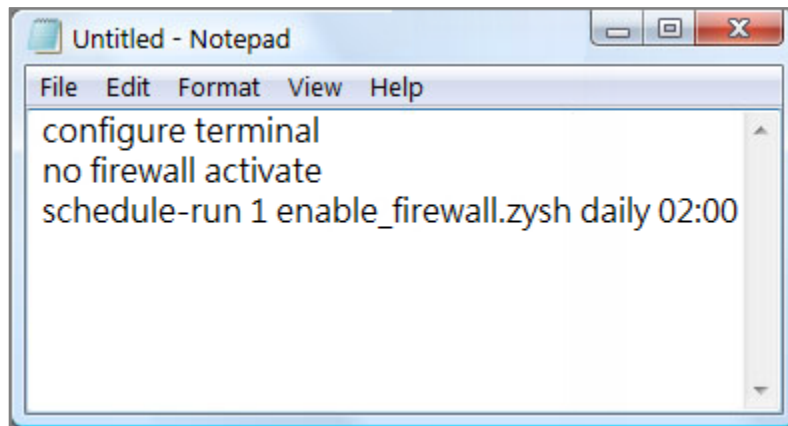 Untitled - Notepad
File Edit Format View Help
configure terminal
no firewall activate
schedule-run 1 enable_firewall.zysh daily 02:00